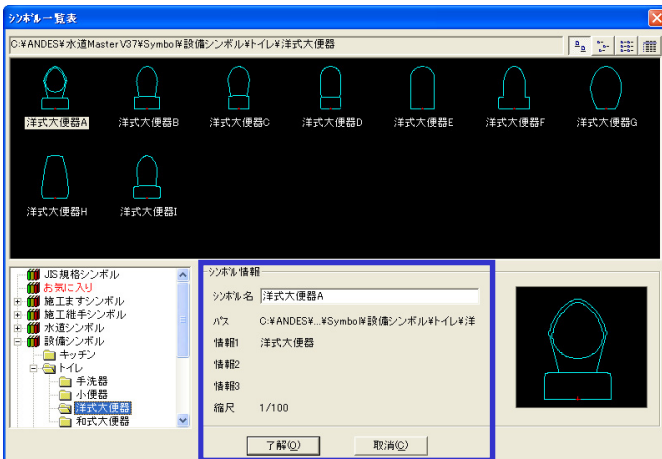 シンボル一覧表
C:¥ANDES¥水道MasterV37¥Symbol¥設備シンボル¥トイレ¥洋式大便器
洋式大便器A 洋式大便器B 洋式大便器C 洋式大便器D 洋式大便器E 洋式大便器F 洋式大便器G
洋式大便器H 洋式大便器I
JIS規格シンボル
お気に入り
施工ますシンボル
施工継手シンボル
水道シンボル
設備シンボル
キッチン
トイレ
手洗器
小便器
洋式大便器
和式大便器
シンボル情報
シンボル名 洋式大便器A
パス C:¥ANDES¥...¥Symbol¥設備シンボル¥トイレ¥洋
情報1 洋式大便器
情報2
情報3
縮尺 1/100
了解(O) 取消(C)